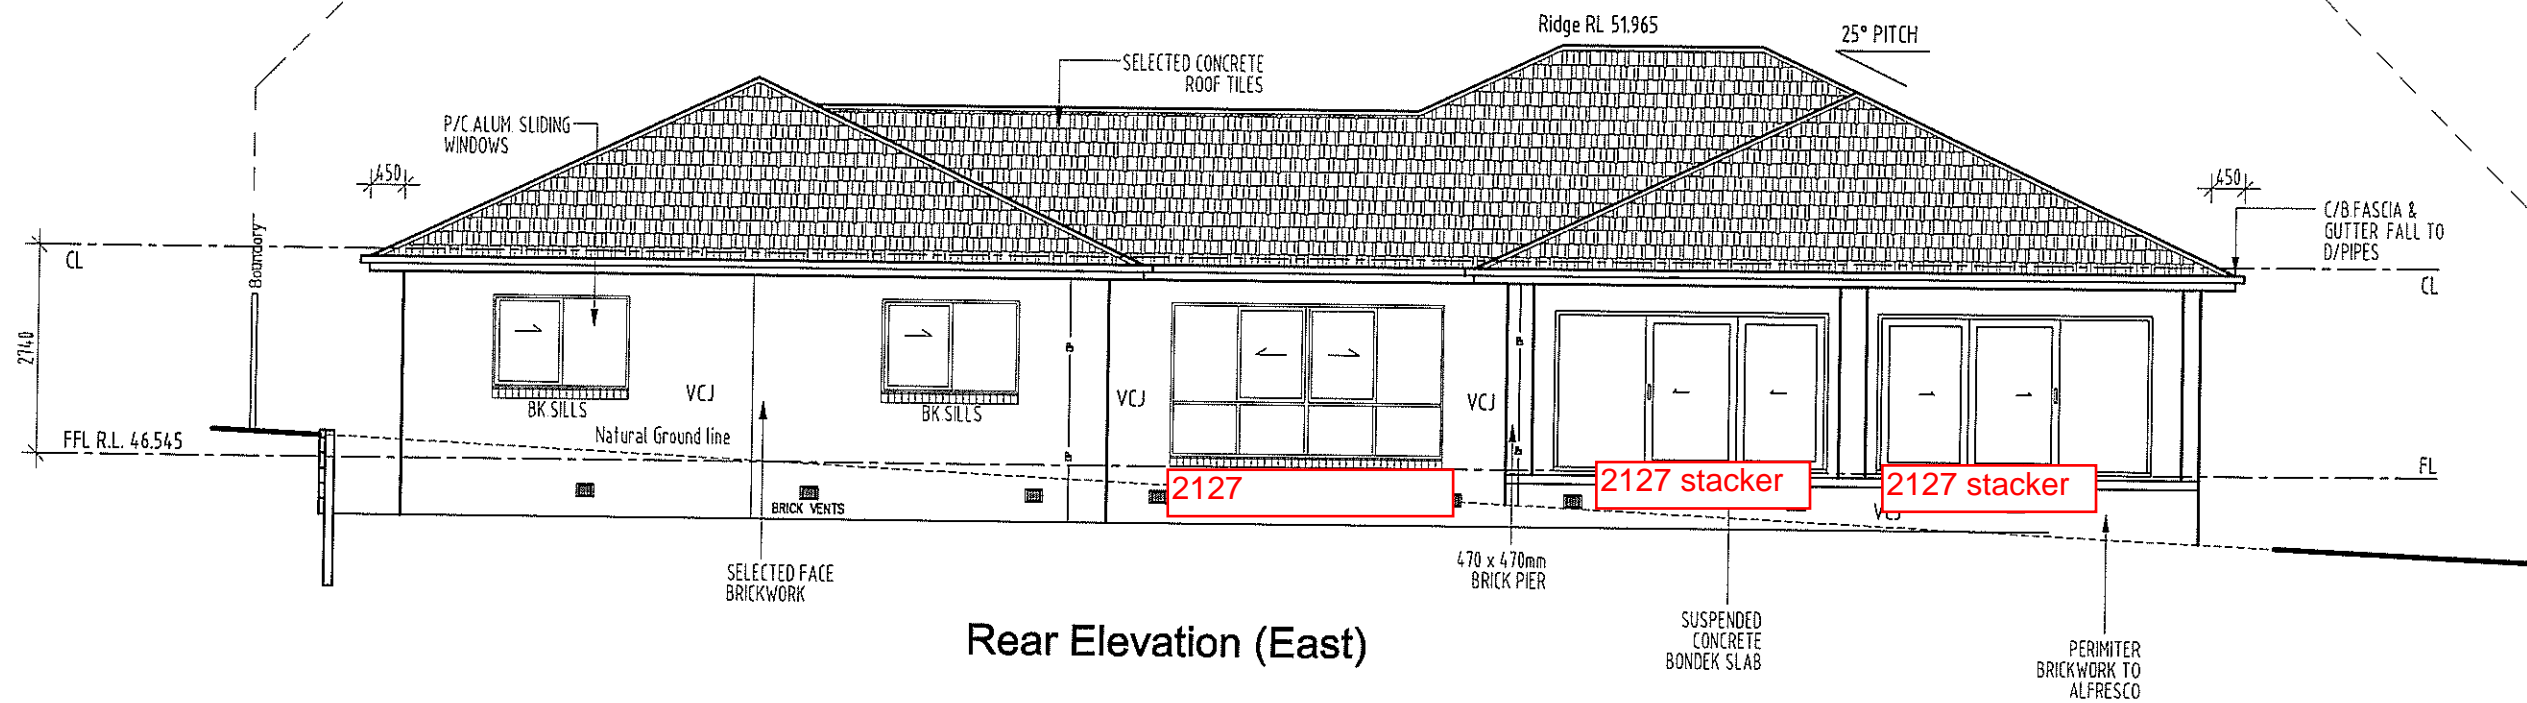 Ridge RL 51.965
25° PITCH
SELECTED CONCRETE
ROOF TILES
P/C.ALUM. SLIDING
WINDOWS
450
450
C/B.FASCIA &
GUTTER FALL TO
D/PIPES
Boundary
CL
CL
2740
BK.SILLS
VCJ
BK.SILLS
VCJ
VCJ
Natural Ground line
FFL R.L. 46.545
FL
2127
2127 stacker
2127 stacker
BRICK VENTS
VCJ
SELECTED FACE
BRICKWORK
470 x 470mm
BRICK PIER
SUSPENDED
CONCRETE
BONDEK SLAB
PERIMITER
BRICKWORK TO
ALFRESCO
Rear Elevation (East)